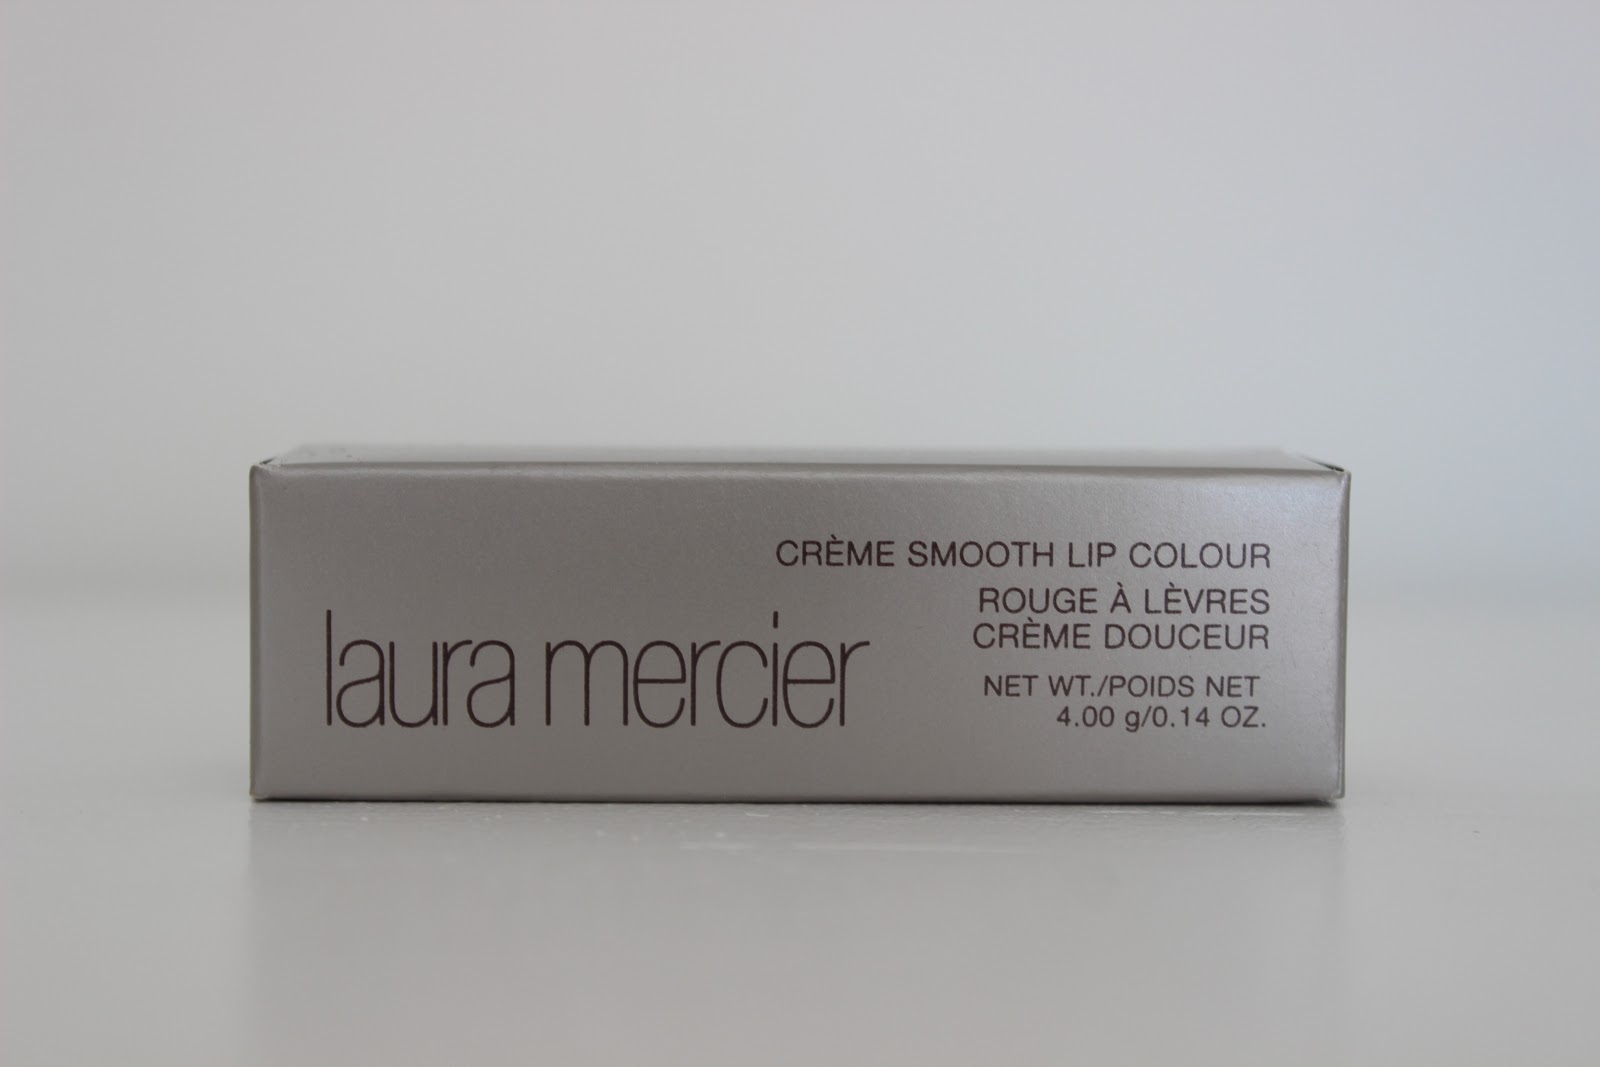 laura mercier
CRÈME SMOOTH LIP COLOUR
ROUGE À LÈVRES
CRÈME DOUCEUR
NET WT./POIDS NET
4.00 g/0.14 OZ.